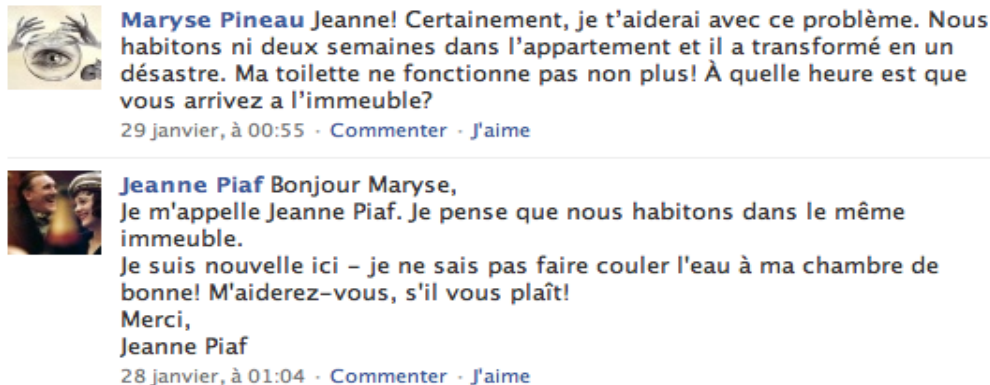 Maryse Pineau Jeanne! Certainement, je t’aiderai avec ce problème. Nous
habitons ni deux semaines dans l’appartement et il a transformé en un
désastre. Ma toilette ne fonctionne pas non plus! À quelle heure est que
vous arrivez a l’immeuble?
29 janvier, à 00:55 · Commenter · J'aime
Jeanne Piaf Bonjour Maryse,
Je m'appelle Jeanne Piaf. Je pense que nous habitons dans le même
immeuble.
Je suis nouvelle ici – je ne sais pas faire couler l'eau à ma chambre de
bonne! M'aiderez-vous, s'il vous plaît!
Merci,
Jeanne Piaf
28 janvier, à 01:04 · Commenter · J'aime